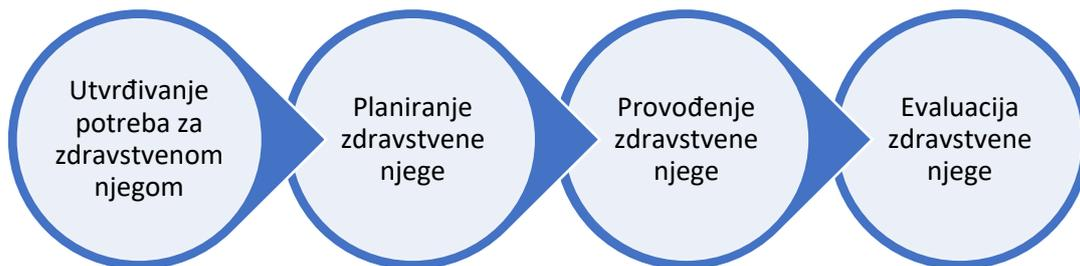 Utvrđivanje
potreba za
zdravstvenom
njegom
Planiranje
zdravstvene
njege
Provođenje
zdravstvene
njege
Evaluacija
zdravstvene
njege